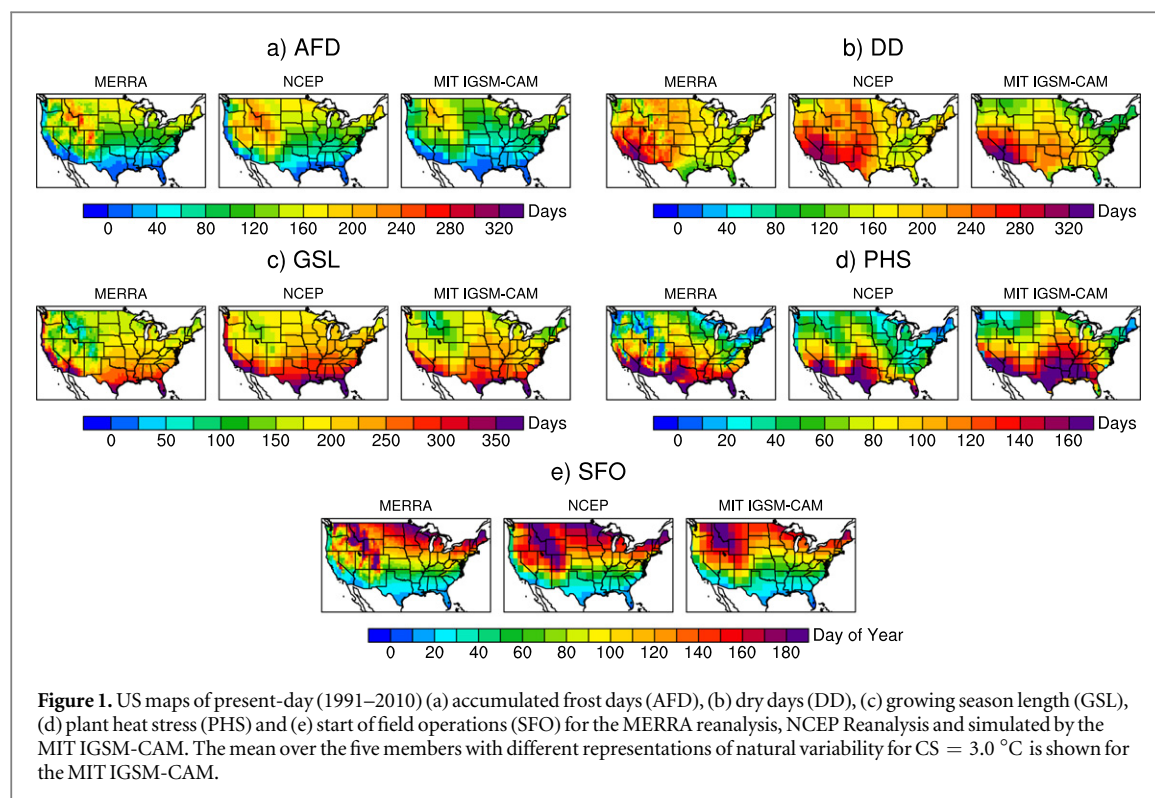 a) AFD
b) DD
MERRA NCEP MIT IGSM-CAM
MERRA NCEP MIT IGSM-CAM
Days
0 40 80 120 160 200 240 280 320
Days
0 40 80 120 160 200 240 280 320
c) GSL
d) PHS
MERRA NCEP MIT IGSM-CAM
MERRA NCEP MIT IGSM-CAM
Days
0 50 100 150 200 250 300 350
Days
0 20 40 60 80 100 120 140 160
e) SFO
MERRA NCEP MIT IGSM-CAM
Day of Year
0 20 40 60 80 100 120 140 160 180
Figure 1. US maps of present-day (1991–2010) (a) accumulated frost days (AFD), (b) dry days (DD), (c) growing season length (GSL),
(d) plant heat stress (PHS) and (e) start of field operations (SFO) for the MERRA reanalysis, NCEP Reanalysis and simulated by the
MIT IGSM-CAM. The mean over the five members with different representations of natural variability for CS = 3.0 °C is shown for
the MIT IGSM-CAM.